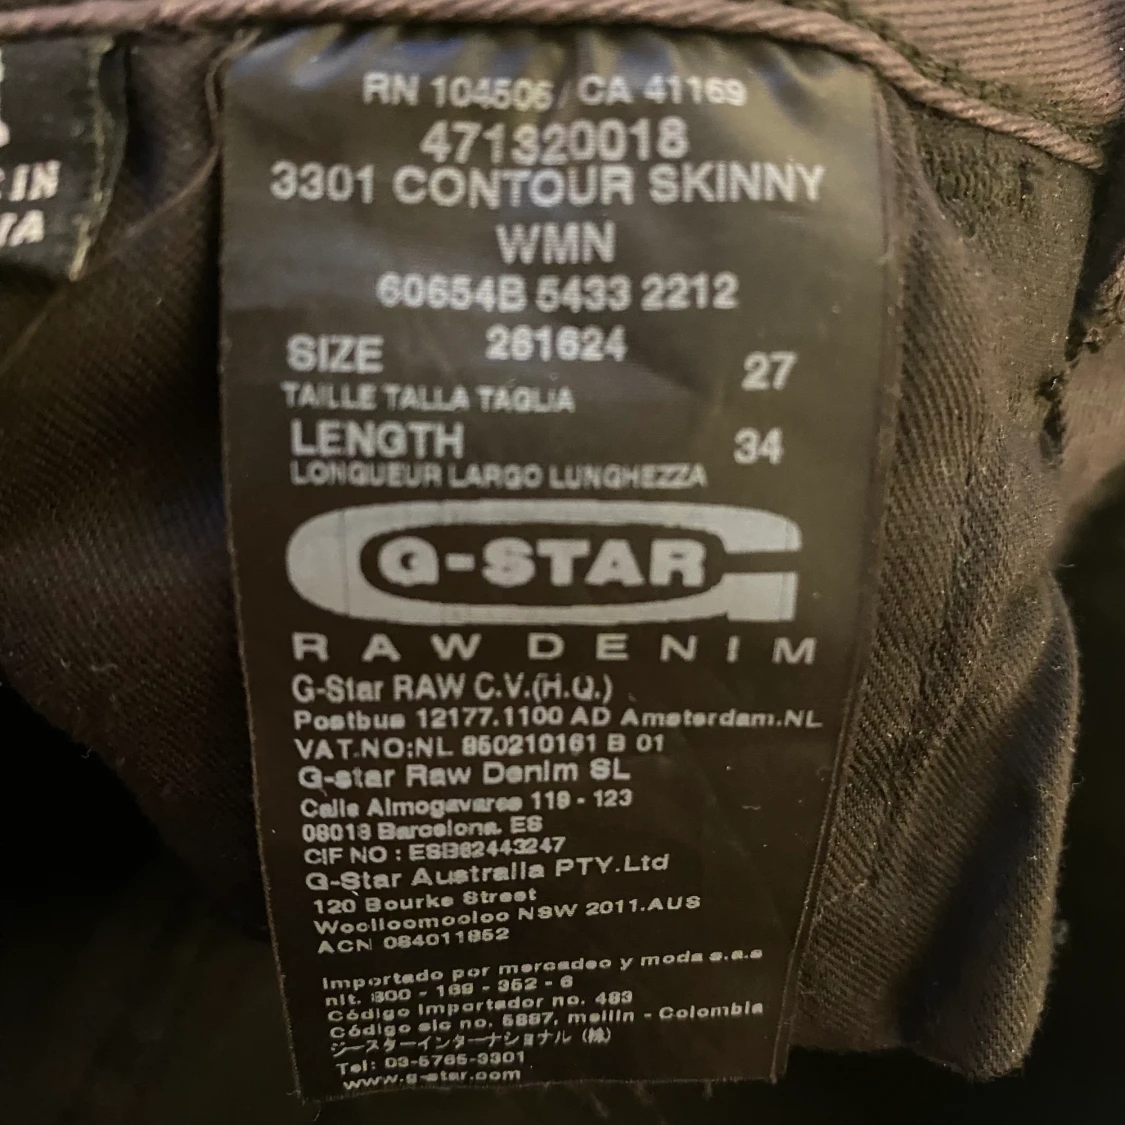 IN
RN 104506 / CA 41169
471320018
3301 CONTOUR SKINNY
WMN
60654B 5433 2212
261624
SIZE 27
TAILLE TALLA TAGLIA
LENGTH 34
LONGUEUR LARGO LUNGHEZZA
G-STAR
RAW DENIM
G-Star RAW C.V.(H.Q.)
Postbus 12177.1100 AD Amsterdam.NL
VAT.NO:NL 850210161 B 01
G-star Raw Denim SL
Calle Almogavares 119 - 123
08018 Barcelona. ES
CIF NO : ESB62443247
G-Star Australia PTY.Ltd
120 Bourke Street
Woolloomooloo NSW 2011.AUS
ACN 084011952
Importado por mercadeo y moda s.a.s
nit. 800 - 189 - 352 - 6
Código importador no. 483
Código sic no. 5887, mellin - Colombia
ジースターインターナショナル (株)
Tel: 03-5765-3301
www.g-star.com